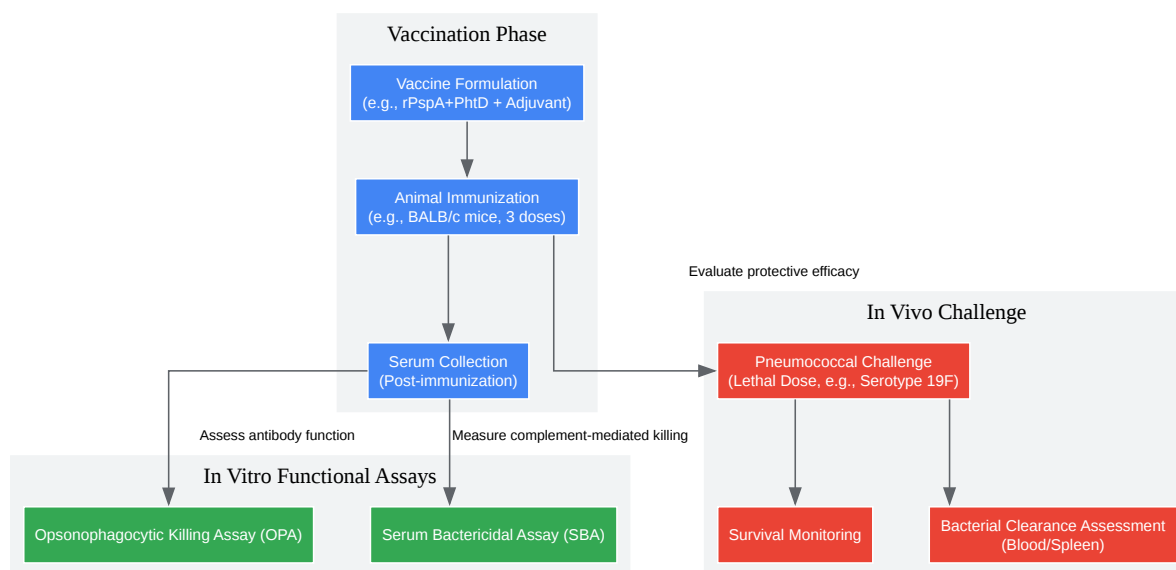 Vaccination Phase
Vaccine Formulation
(e.g., rPspA+PhtD + Adjuvant)
Animal Immunization
(e.g., BALB/c mice, 3 doses)
Evaluate protective efficacy
In Vivo Challenge
Serum Collection
(Post-immunization)
Pneumococcal Challenge
(Lethal Dose, e.g., Serotype 19F)
Assess antibody function
Measure complement-mediated killing
In Vitro Functional Assays
Opsonophagocytic Killing Assay (OPA)
Serum Bactericidal Assay (SBA)
Survival Monitoring
Bacterial Clearance Assessment
(Blood/Spleen)